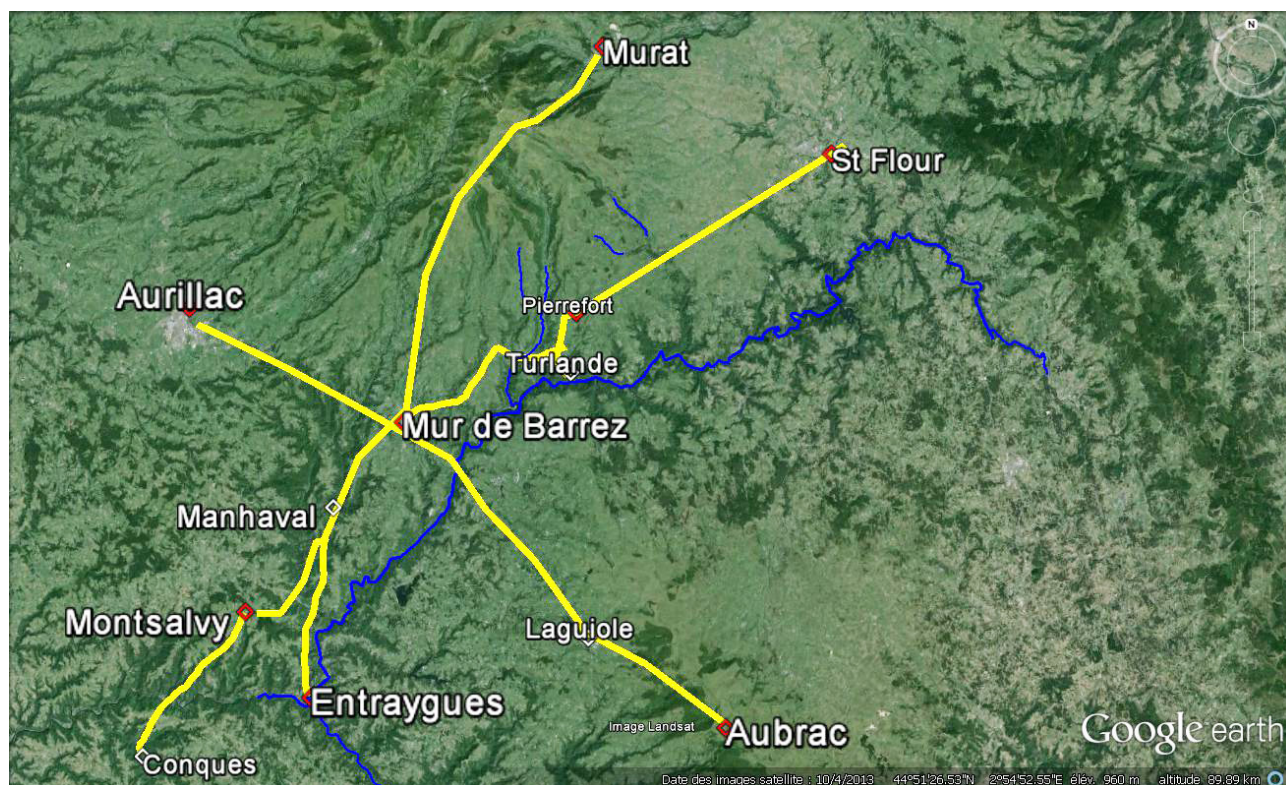 N
Murat
St Flour
Aurillac
Pierrefort
Turlande
Mur de Barrez
Manhaval
Montsalvy
Laguiole
Entraygues
Image Landsat
Aubrac
Google earth
Conques
Date des images satellite : 10/4/2013 44°51'26.53"N 2°54'52.55"E élév. 960 m altitude 89.89 km